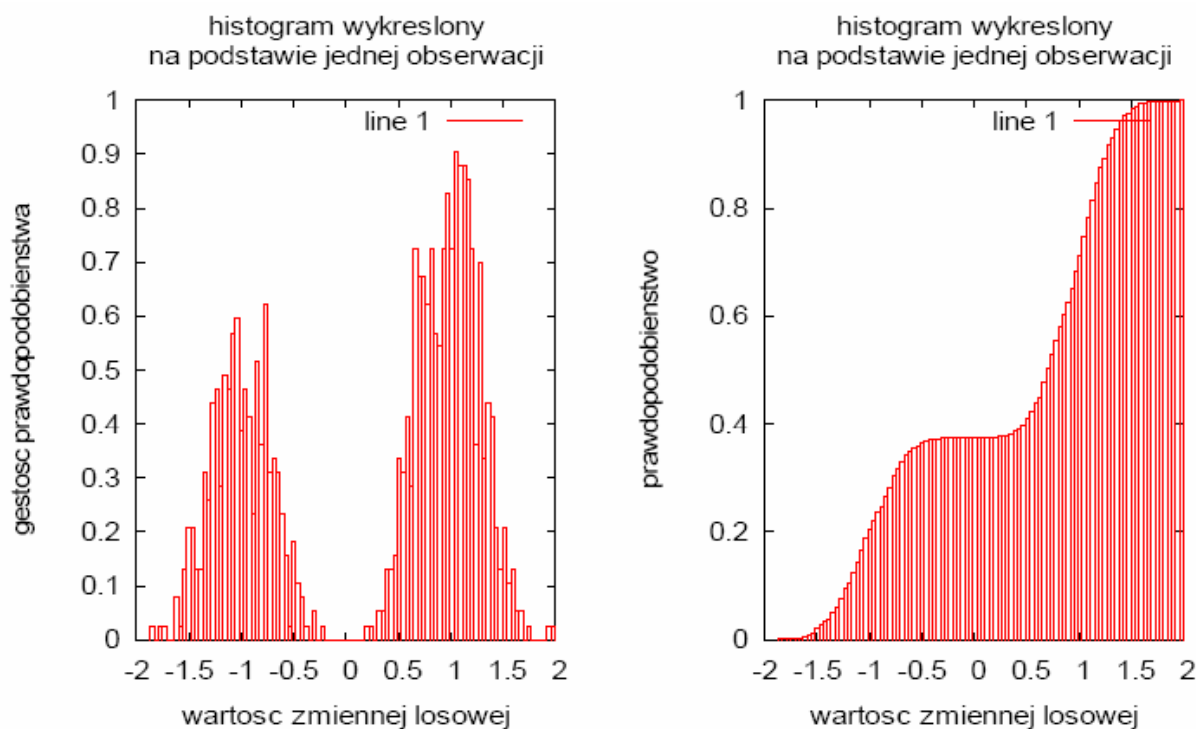 histogram wykreslony
na podstawie jednej obserwacji
line 1
1
0.9
0.8
0.7
0.6
0.5
0.4
0.3
0.2
0.1
0
gestosc prawdopodobienstwa
-2 -1.5 -1 -0.5 0 0.5 1 1.5 2
wartosc zmiennej losowej
histogram wykreslony
na podstawie jednej obserwacji
line 1
1
0.8
0.6
0.4
0.2
0
prawdopodobienstwo
-2 -1.5 -1 -0.5 0 0.5 1 1.5 2
wartosc zmiennej losowej